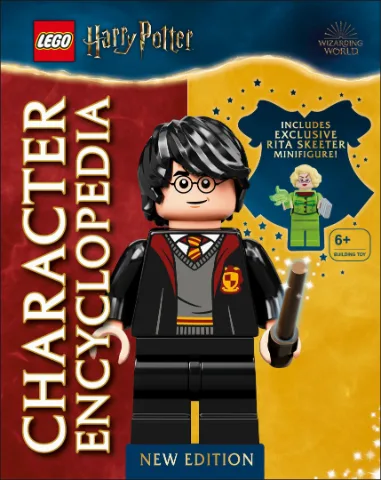 LEGO Harry Potter
WIZARDING
WORLD
CHARACTER
ENCYCLOPEDIA
INCLUDES
EXCLUSIVE
RITA SKEETER
MINIFIGURE!
6+
BUILDING TOY
NEW EDITION